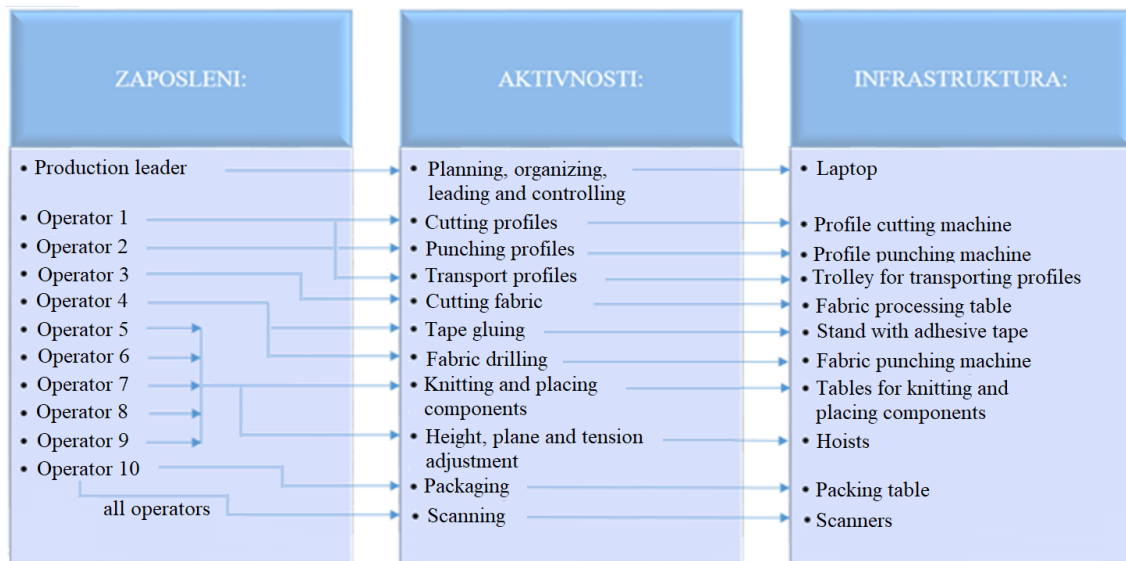 ZAPOSLENI:
• Production leader
• Operator 1
• Operator 2
• Operator 3
• Operator 4
• Operator 5
• Operator 6
• Operator 7
• Operator 8
• Operator 9
• Operator 10
all operators
AKTIVNOSTI:
• Planning, organizing,
leading and controlling
• Cutting profiles
• Punching profiles
• Transport profiles
• Cutting fabric
• Tape gluing
• Fabric drilling
• Knitting and placing
components
• Height, plane and tension
adjustment
• Packaging
• Scanning
INFRASTRUKTURA:
• Laptop
• Profile cutting machine
• Profile punching machine
• Trolley for transporting profiles
• Fabric processing table
• Stand with adhesive tape
• Fabric punching machine
• Tables for knitting and
placing components
• Hoists
• Packing table
• Scanners